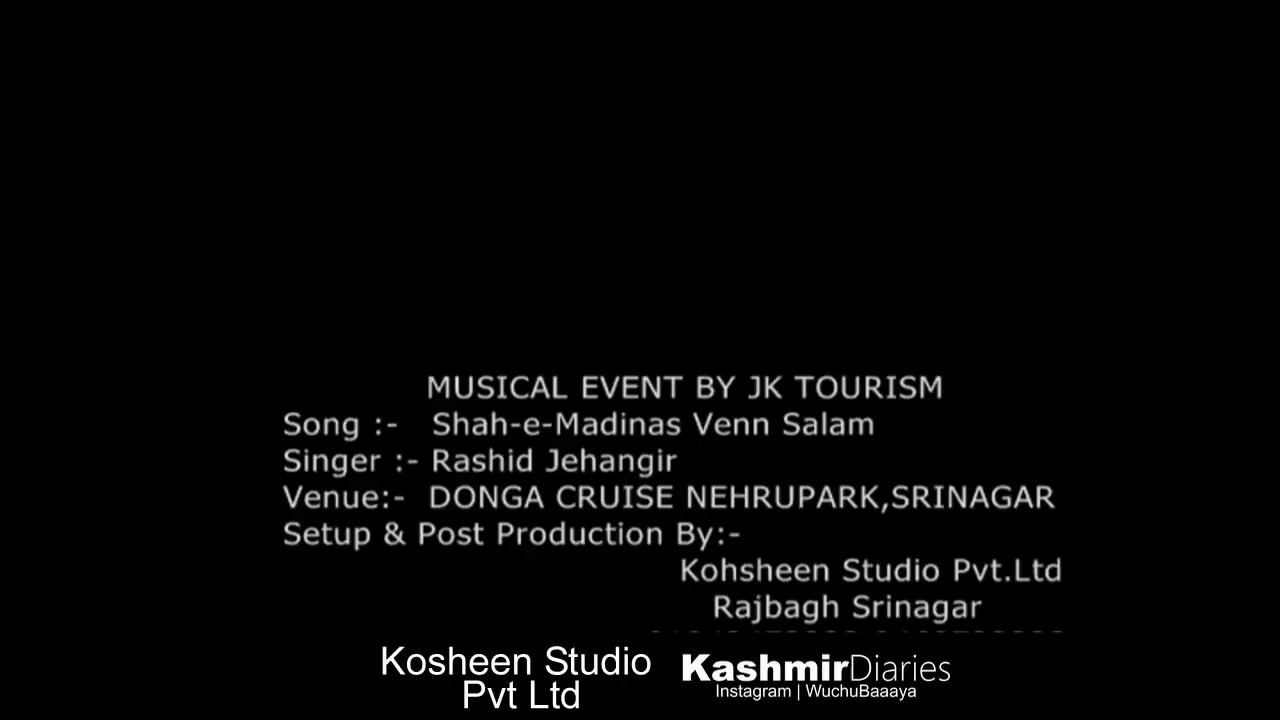 MUSICAL EVENT BY JK TOURISM
Song :- Shah-e-Madinas Venn Salam
Singer :- Rashid Jehangir
Venue:- DONGA CRUISE NEHRUPARK,SRINAGAR
Setup & Post Production By:-
Kohsheen Studio Pvt.Ltd
Rajbagh Srinagar
Kosheen Studio
Pvt Ltd
KashmirDiaries
Instagram | WuchuBaaaya